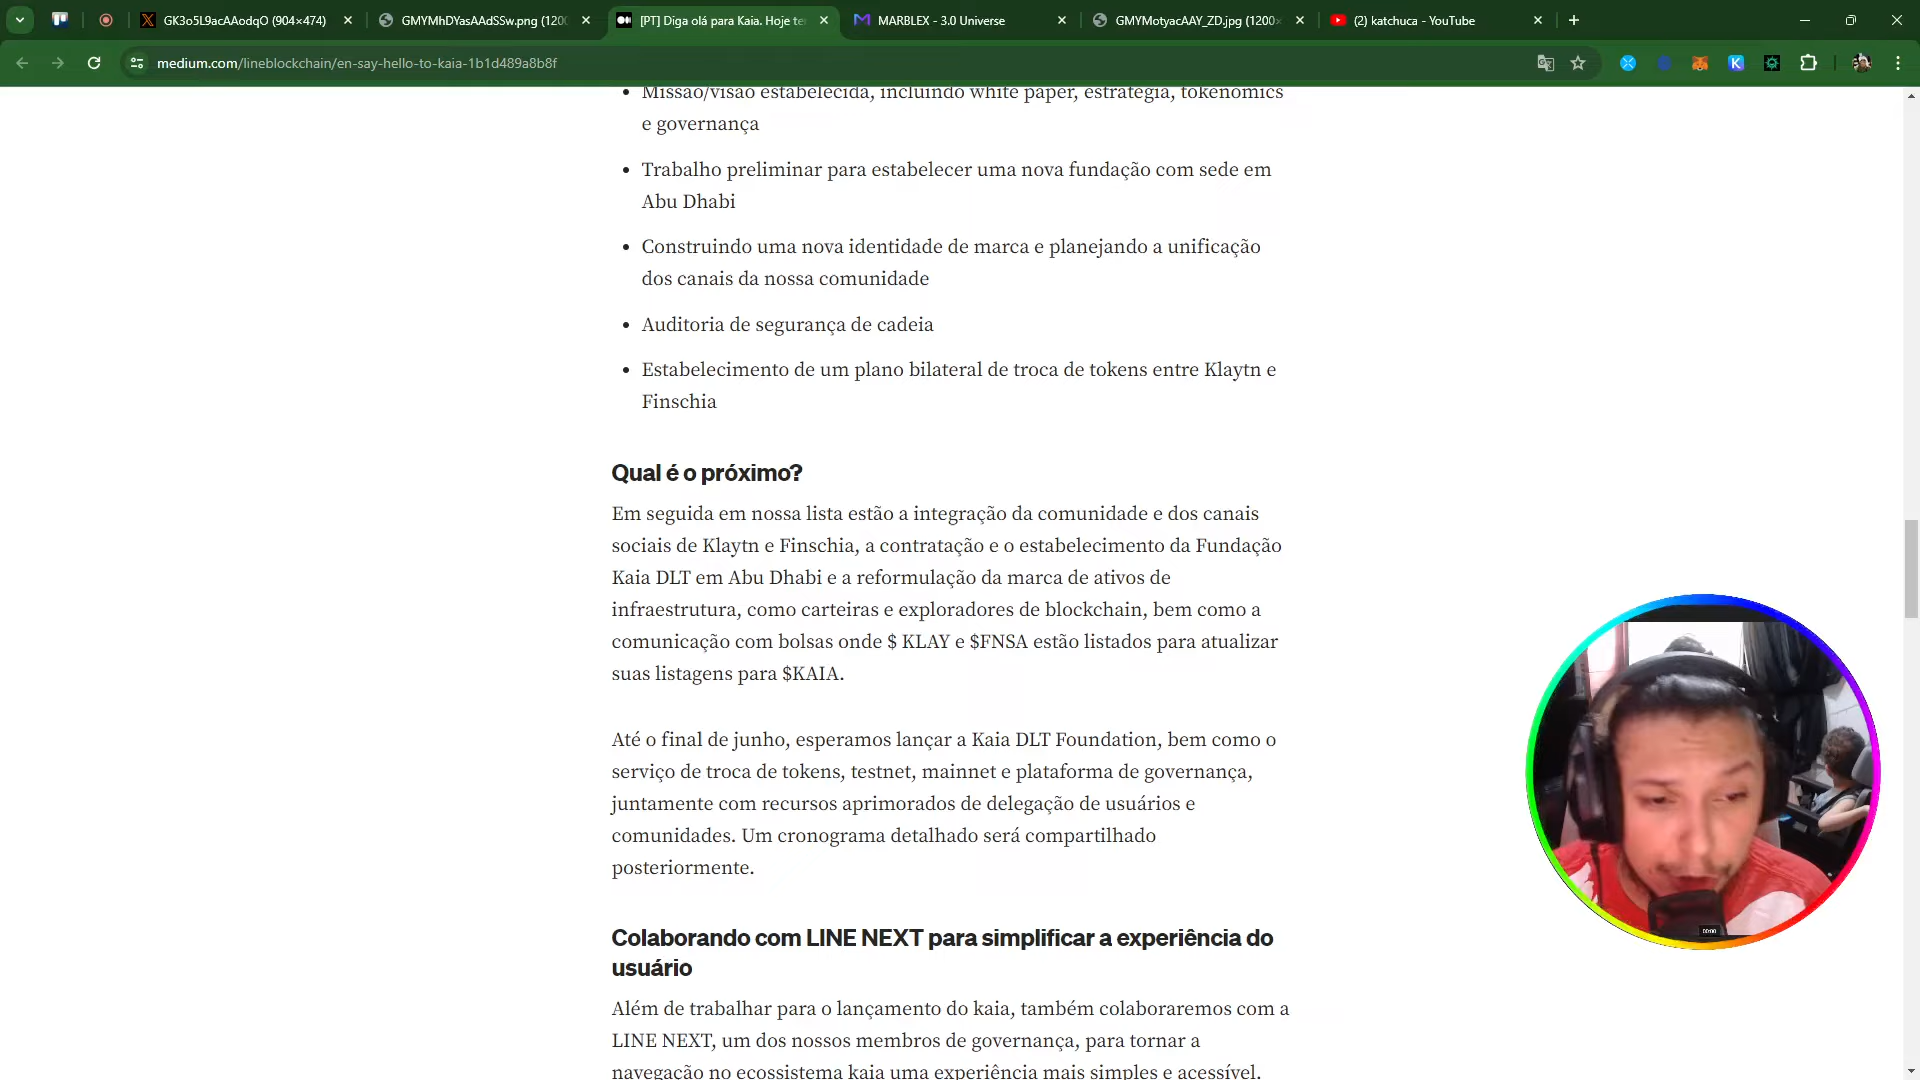 GK3o5L9acAAodqO (904×474)
GMYMhDYasAAdSSw.png (120
[PT] Diga olá para Kaia. Hoje te
MARBLEX - 3.0 Universe
GMYMotyacAAY_ZD.jpg (1200×
(2) katchuca - YouTube
medium.com/lineblockchain/en-say-hello-to-kaia-1b1d489a8b8f
Missão/visão estabelecida, incluindo white paper, estratégia, tokenomics
e governança
Trabalho preliminar para estabelecer uma nova fundação com sede em
Abu Dhabi
Construindo uma nova identidade de marca e planejando a unificação
dos canais da nossa comunidade
Auditoria de segurança de cadeia
Estabelecimento de um plano bilateral de troca de tokens entre Klaytn e
Finschia
Qual é o próximo?
Em seguida em nossa lista estão a integração da comunidade e dos canais
sociais de Klaytn e Finschia, a contratação e o estabelecimento da Fundação
Kaia DLT em Abu Dhabi e a reformulação da marca de ativos de
infraestrutura, como carteiras e exploradores de blockchain, bem como a
comunicação com bolsas onde $ KLAY e $FNSA estão listados para atualizar
suas listagens para $KAIA.
Até o final de junho, esperamos lançar a Kaia DLT Foundation, bem como o
serviço de troca de tokens, testnet, mainnet e plataforma de governança,
juntamente com recursos aprimorados de delegação de usuários e
comunidades. Um cronograma detalhado será compartilhado
posteriormente.
Colaborando com LINE NEXT para simplificar a experiência do
usuário
Além de trabalhar para o lançamento do kaia, também colaboraremos com a
LINE NEXT, um dos nossos membros de governança, para tornar a
navegação no ecossistema kaia uma experiência mais simples e acessível.
00:00